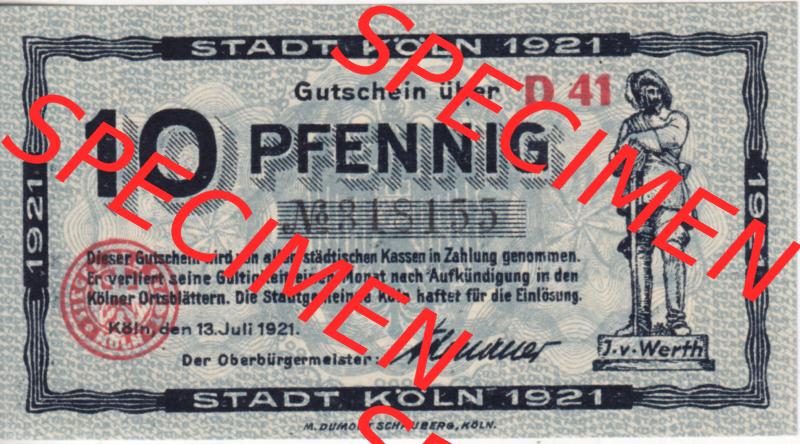 STADT KÖLN 1921
Gutschein über D 41
10 PFENNIG
№ 318155
Dieser Gutschein wird von allen städtischen Kassen in Zahlung genommen.
Er verliert seine Gültigkeit einen Monat nach Aufkündigung in den
Kölner Ortsblättern. Die Stadtgemeinde Köln haftet für die Einlösung.
Köln, den 13. Juli 1921.
Der Oberbürgermeister:
J. v. Werth
STADT KÖLN 1921
M. DUMONT SCHAUBERG, KÖLN.
1921
19
SPECIMEN
SPECIMEN
SPECIMEN